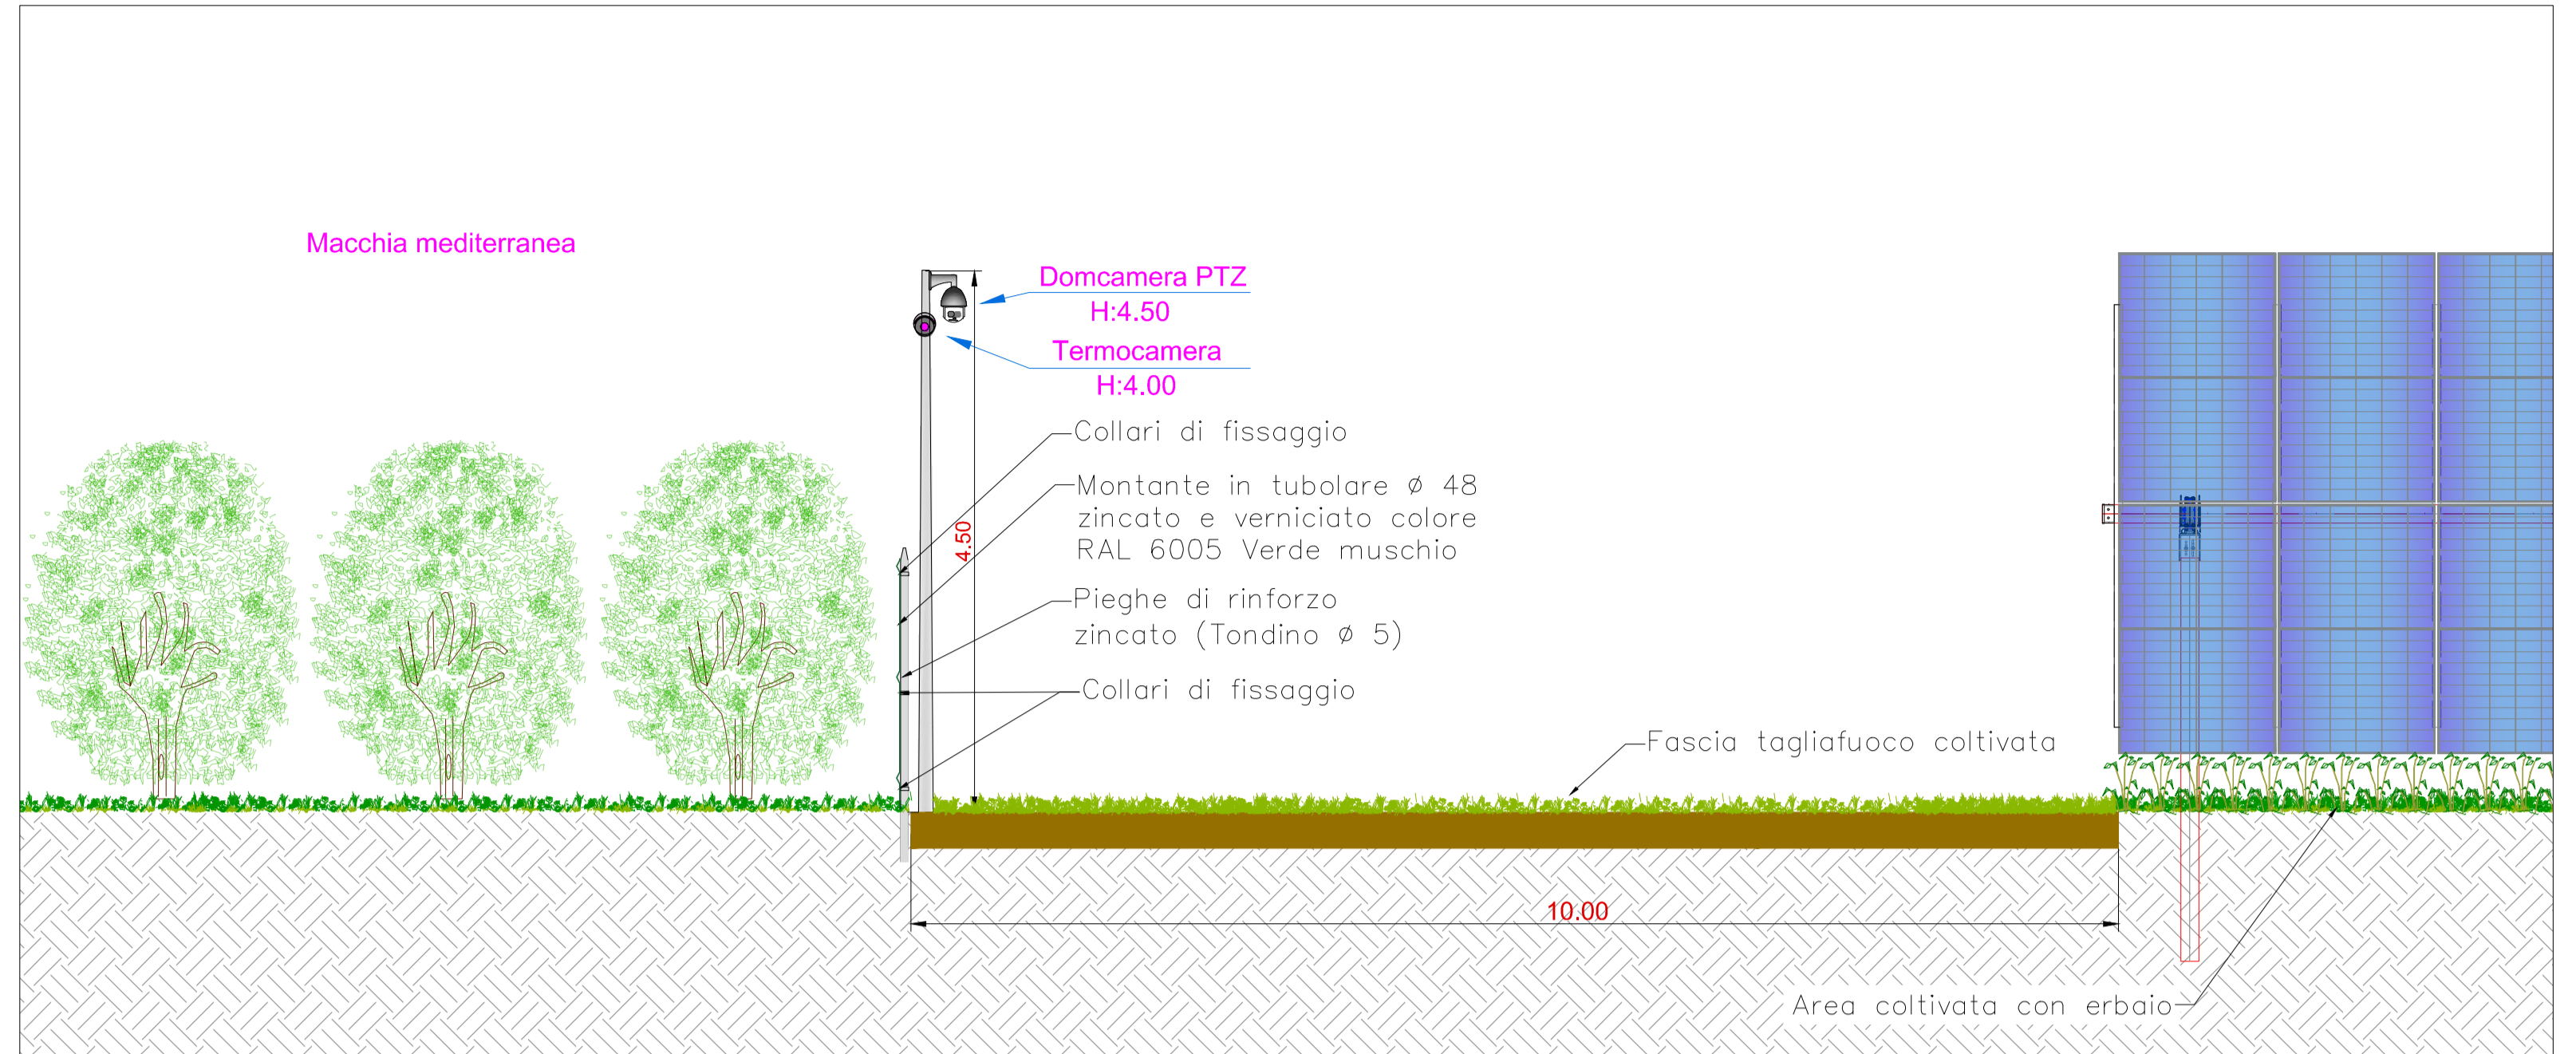 Macchia mediterranea
Domcamera PTZ
H:4.50
Termocamera
H:4.00
Collari di fissaggio
Montante in tubolare ø 48
zincato e verniciato colore
RAL 6005 Verde muschio
4.50
Pieghe di rinforzo
zincato (Tondino ø 5)
Collari di fissaggio
Fascia tagliafuoco coltivata
10.00
Area coltivata con erbaio